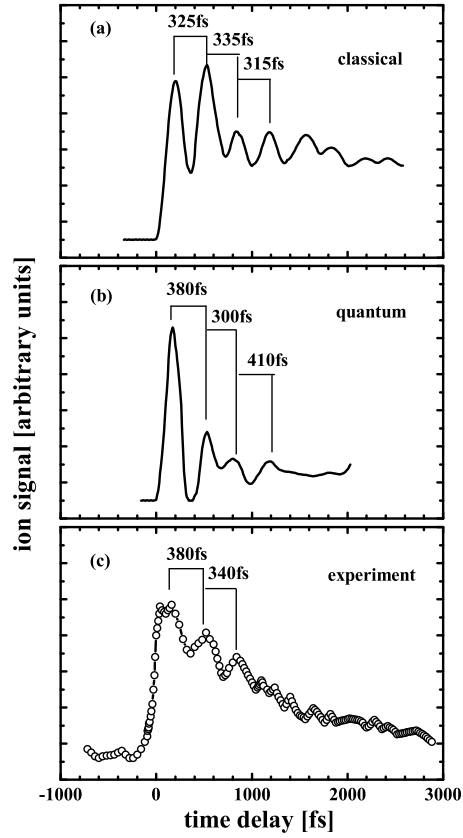 (a)
325fs
335fs
315fs
classical
(b)
380fs
300fs
410fs
quantum
(c)
380fs
340fs
experiment
ion signal [arbitrary units]
-1000 0 1000 2000 3000
time delay [fs]